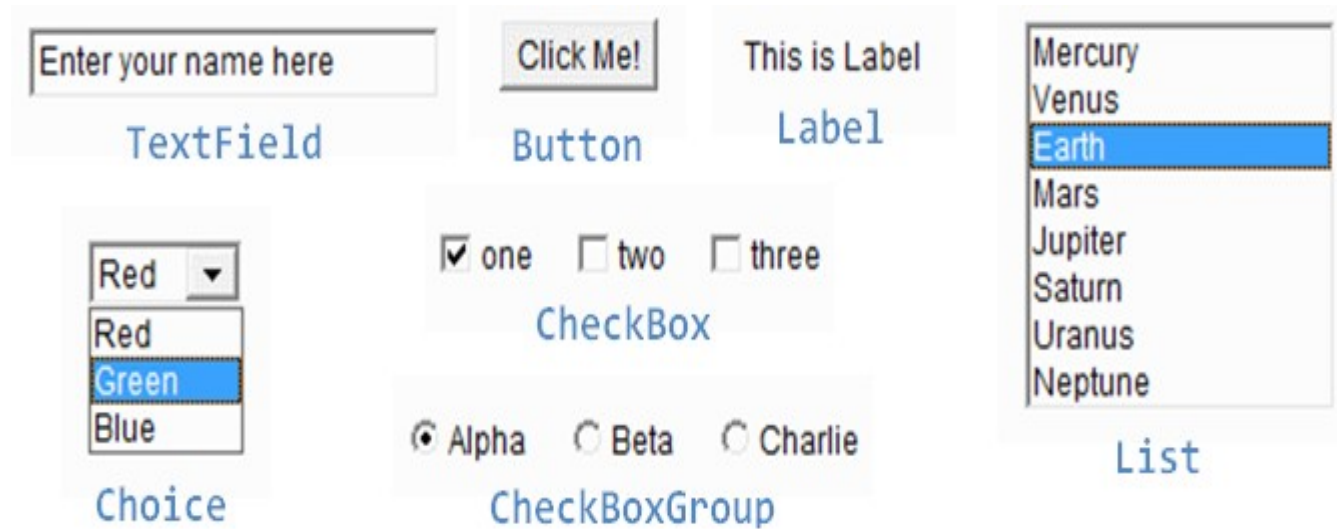 Enter your name here
TextField
Click Me!
Button
This is Label
Label
Mercury
Venus
Earth
Mars
Jupiter
Saturn
Uranus
Neptune
List
Red
Red
Green
Blue
Choice
one two three
CheckBox
Alpha Beta Charlie
CheckBoxGroup